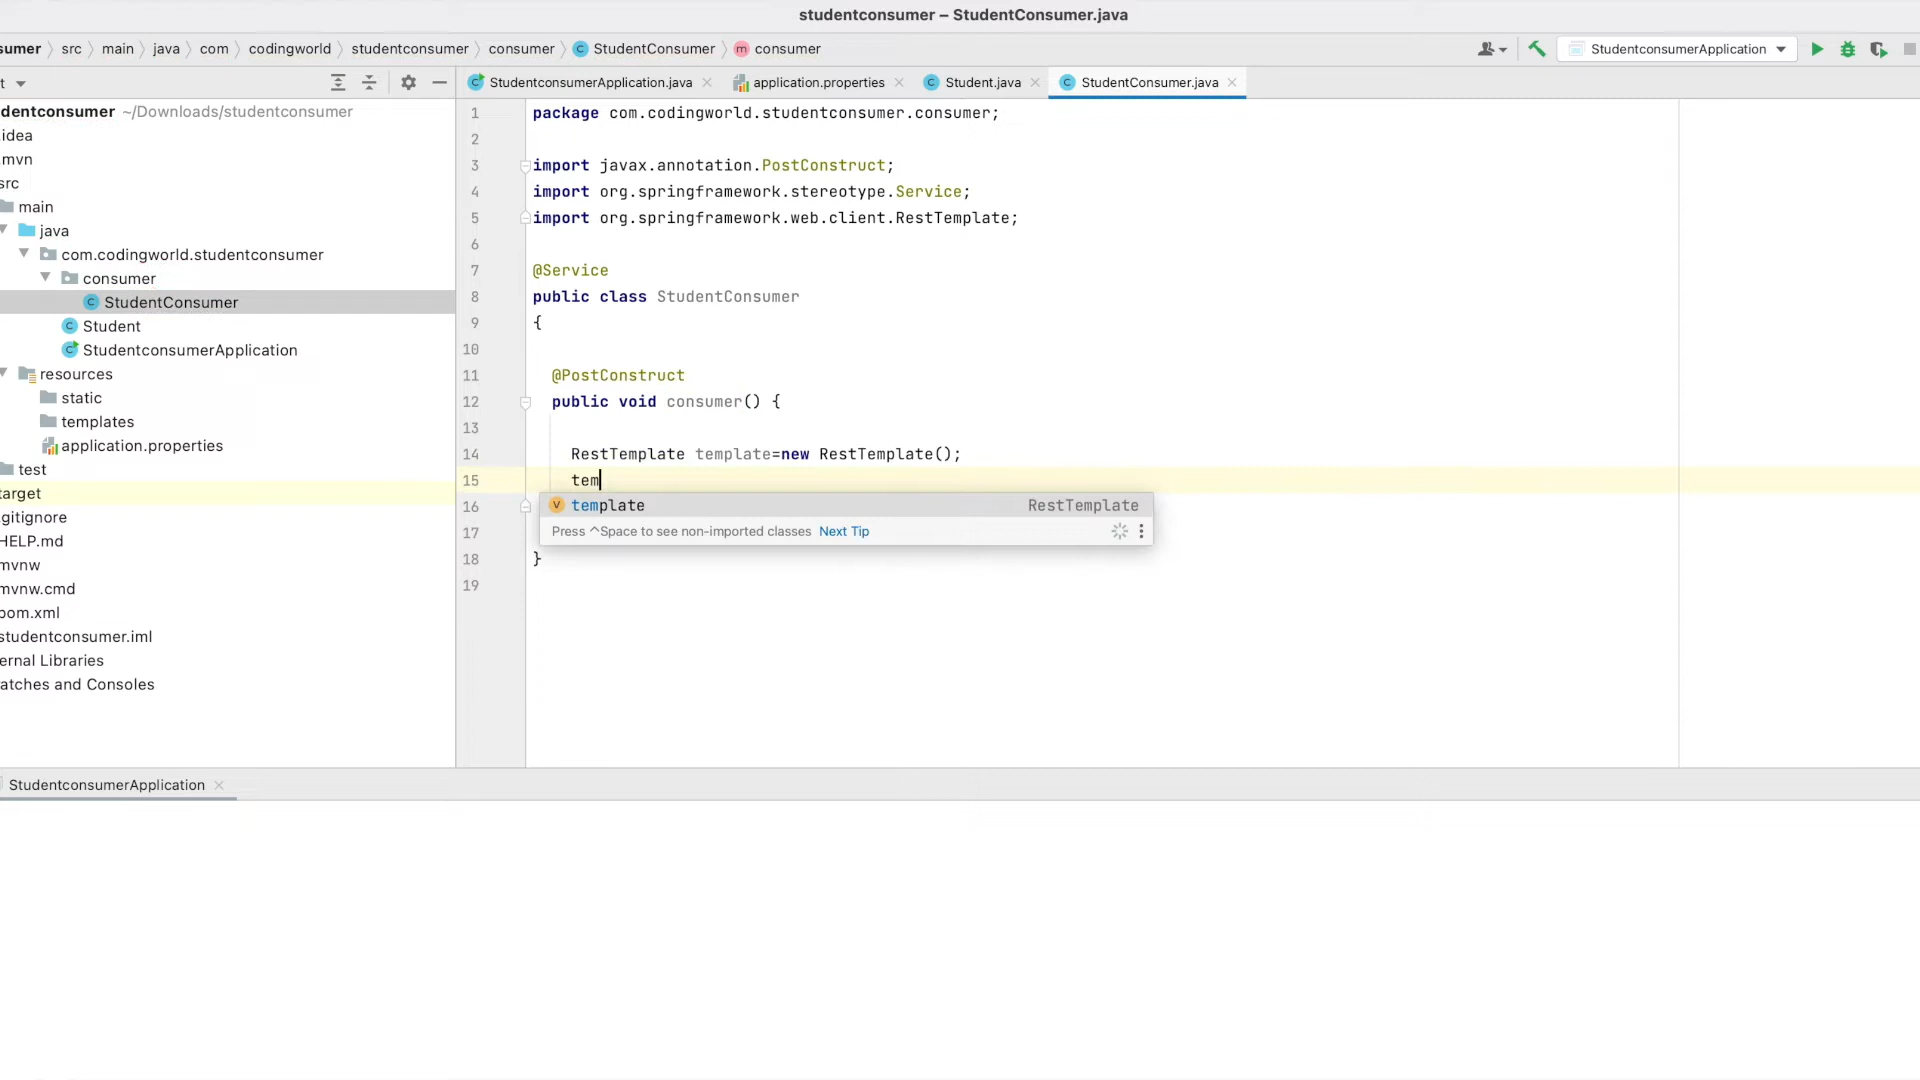 studentconsumer – StudentConsumer.java
sumer src main java com codingworld studentconsumer consumer StudentConsumer consumer
StudentconsumerApplication
t
StudentconsumerApplication.java application.properties Student.java StudentConsumer.java
dentconsumer ~/Downloads/studentconsumer
idea
mvn
src
main
java
com.codingworld.studentconsumer
consumer
StudentConsumer
Student
StudentconsumerApplication
resources
static
templates
application.properties
test
target
gitignore
HELP.md
mvnw
mvnw.cmd
pom.xml
studentconsumer.iml
ernal Libraries
atches and Consoles
1 package com.codingworld.studentconsumer.consumer;
2
3 import javax.annotation.PostConstruct;
4 import org.springframework.stereotype.Service;
5 import org.springframework.web.client.RestTemplate;
6
7 @Service
8 public class StudentConsumer
9 {
10
11 @PostConstruct
12 public void consumer() {
13
14 RestTemplate template=new RestTemplate();
15 tem
16
17
18 }
19
template RestTemplate
Press ^Space to see non-imported classes Next Tip
StudentconsumerApplication